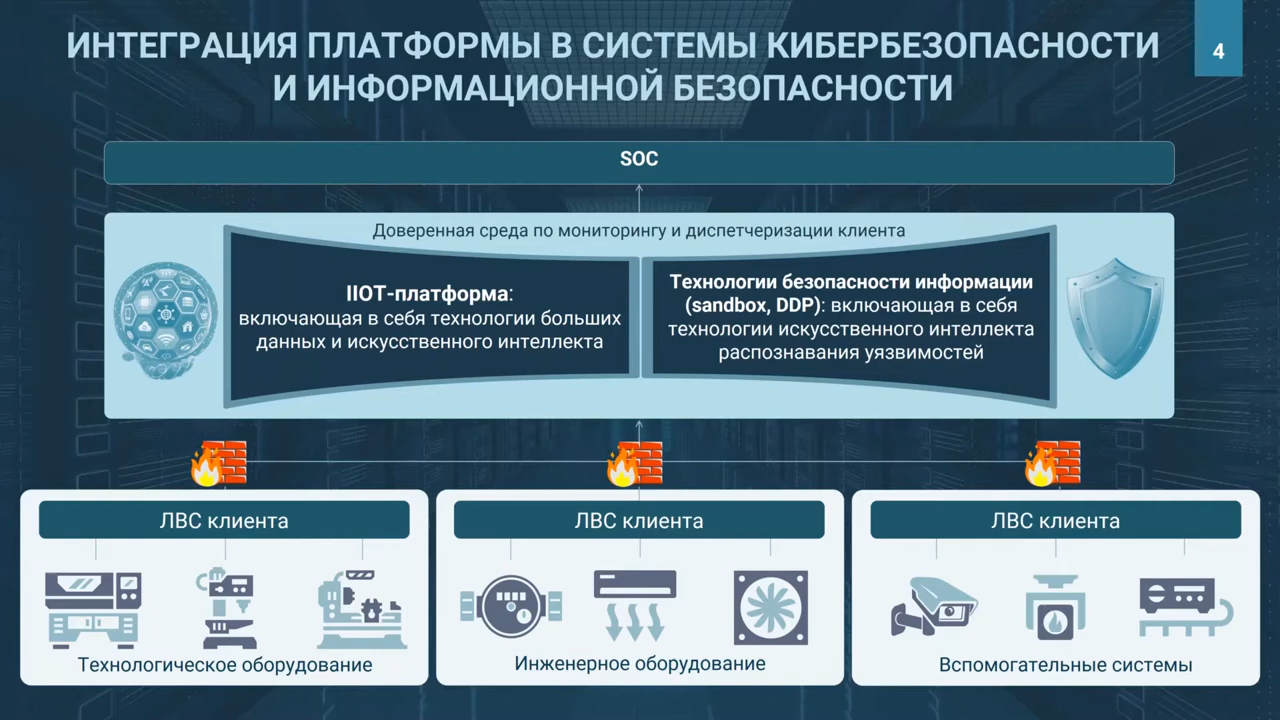 ИНТЕГРАЦИЯ ПЛАТФОРМЫ В СИСТЕМЫ КИБЕРБЕЗОПАСНОСТИ
И ИНФОРМАЦИОННОЙ БЕЗОПАСНОСТИ
4
SOC
Доверенная среда по мониторингу и диспетчеризации клиента
IIOT-платформа:
включающая в себя технологии больших
данных и искусственного интеллекта
Технологии безопасности информации
(sandbox, DDP): включающая в себя
технологии искусственного интеллекта
распознавания уязвимостей
ЛВС клиента
Технологическое оборудование
ЛВС клиента
Инженерное оборудование
ЛВС клиента
Вспомогательные системы